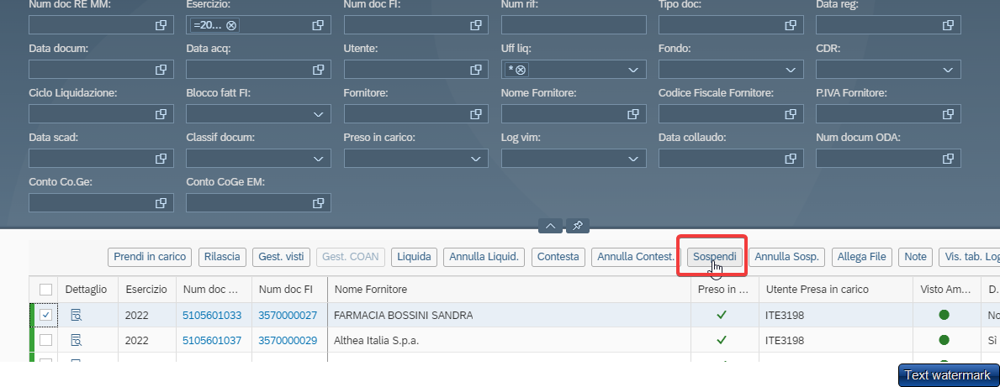 Num doc RE MM: Esercizio: Num doc FI: Num rif: Tipo doc: Data reg:
=20...
Data docum: Data acq: Utente: Uff liq: Fondo: CDR:
*
Ciclo Liquidazione: Blocco fatt FI: Fornitore: Nome Fornitore: Codice Fiscale Fornitore: P.IVA Fornitore:
Data scad: Classif docum: Preso in carico: Log vim: Data collaudo: Num docum ODA:
Conto Co.Ge: Conto CoGe EM:
Prendi in carico Rilascia Gest. visti Gest. COAN Liquida Annulla Liquid. Contesta Annulla Contest. Sospendi Annulla Sosp. Allega File Note Vis. tab. Log
Dettaglio Esercizio Num doc ... Num doc FI Nome Fornitore Preso in ... Utente Presa in carico Visto Am... D.
2022 5105601033 3570000027 FARMACIA BOSSINI SANDRA ITE3198 No
2022 5105601037 3570000029 Althea Italia S.p.a. ITE3198 Sì
Text watermark